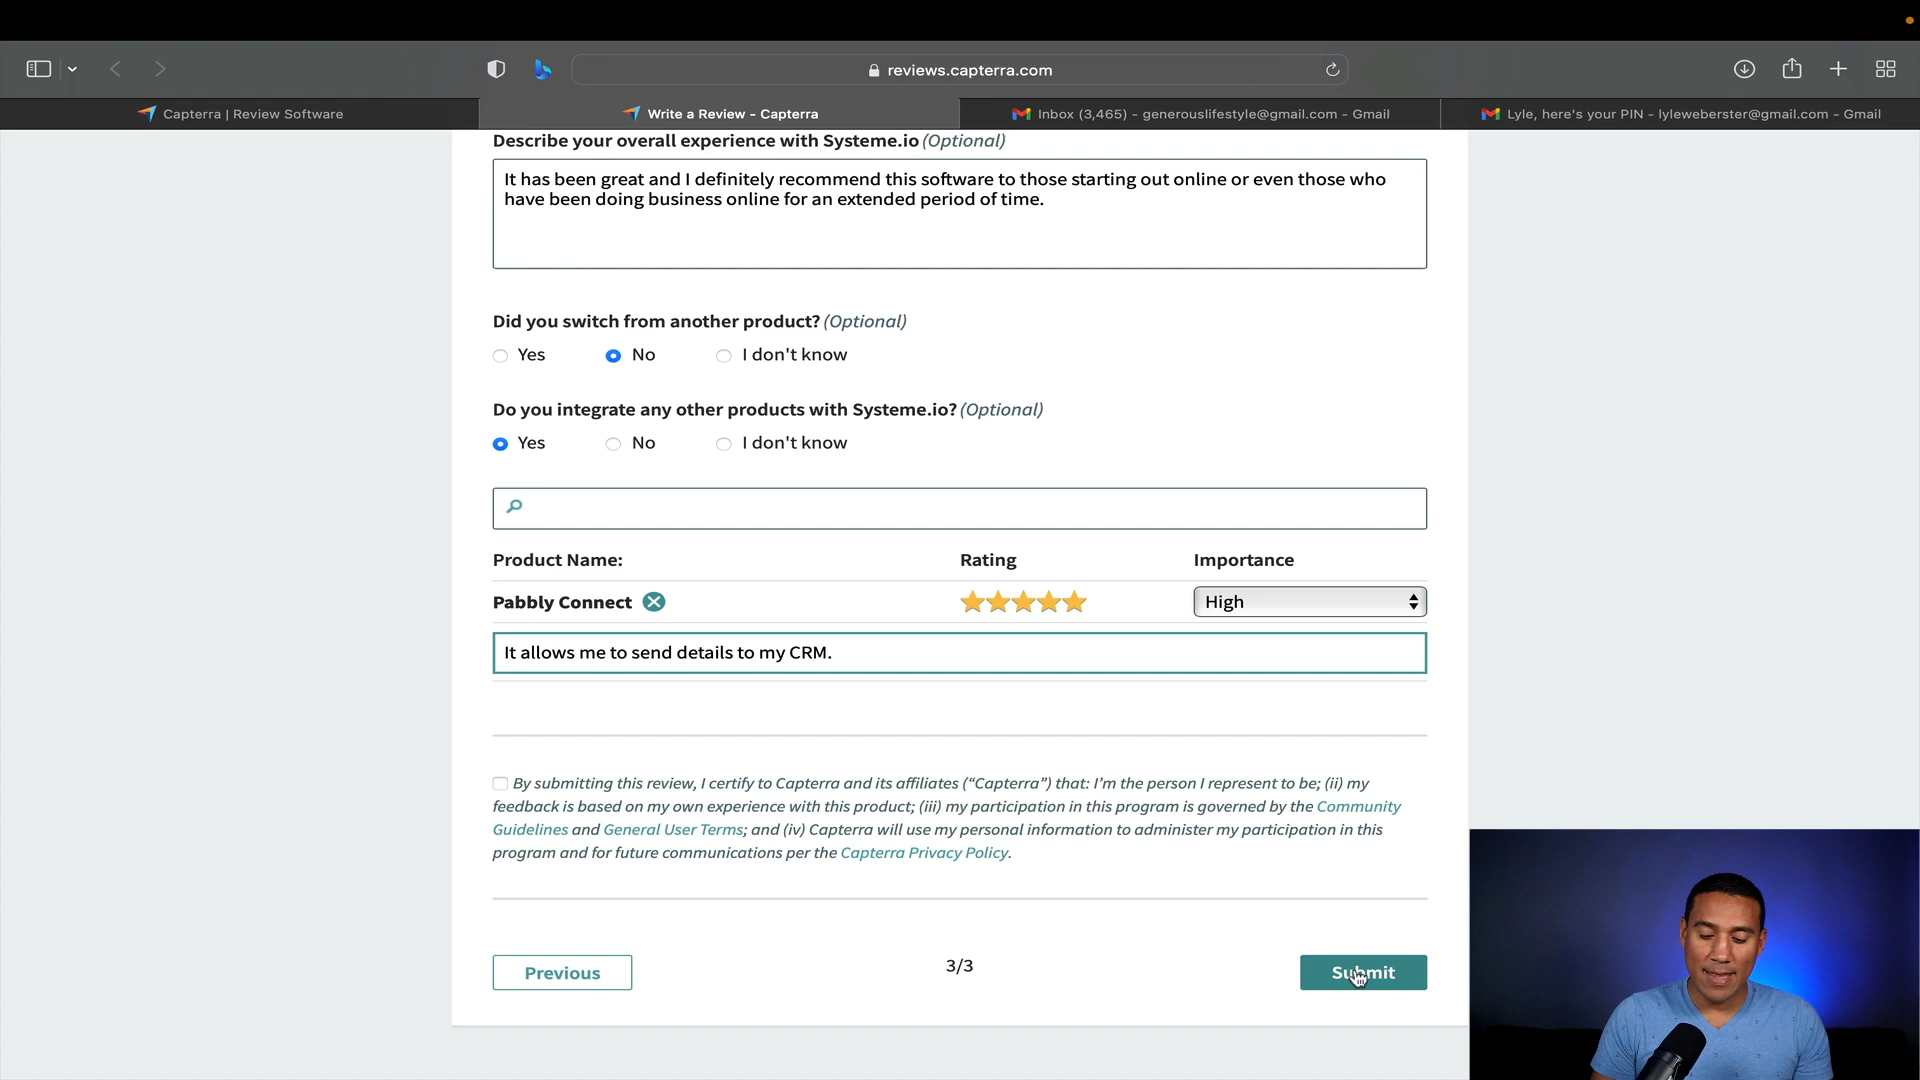 reviews.capterra.com
Capterra | Review Software
Write a Review - Capterra
Inbox (3,465) - generouslifestyle@gmail.com - Gmail
Lyle, here's your PIN - lyleweberster@gmail.com - Gmail
Describe your overall experience with Systeme.io (Optional)
It has been great and I definitely recommend this software to those starting out online or even those who
have been doing business online for an extended period of time.
Did you switch from another product? (Optional)
Yes No I don't know
Do you integrate any other products with Systeme.io? (Optional)
Yes No I don't know
Product Name: Rating Importance
Pabbly Connect High
It allows me to send details to my CRM.
By submitting this review, I certify to Capterra and its affiliates (“Capterra”) that: I’m the person I represent to be; (ii) my
feedback is based on my own experience with this product; (iii) my participation in this program is governed by the Community
Guidelines and General User Terms; and (iv) Capterra will use my personal information to administer my participation in this
program and for future communications per the Capterra Privacy Policy.
Previous 3/3 Submit